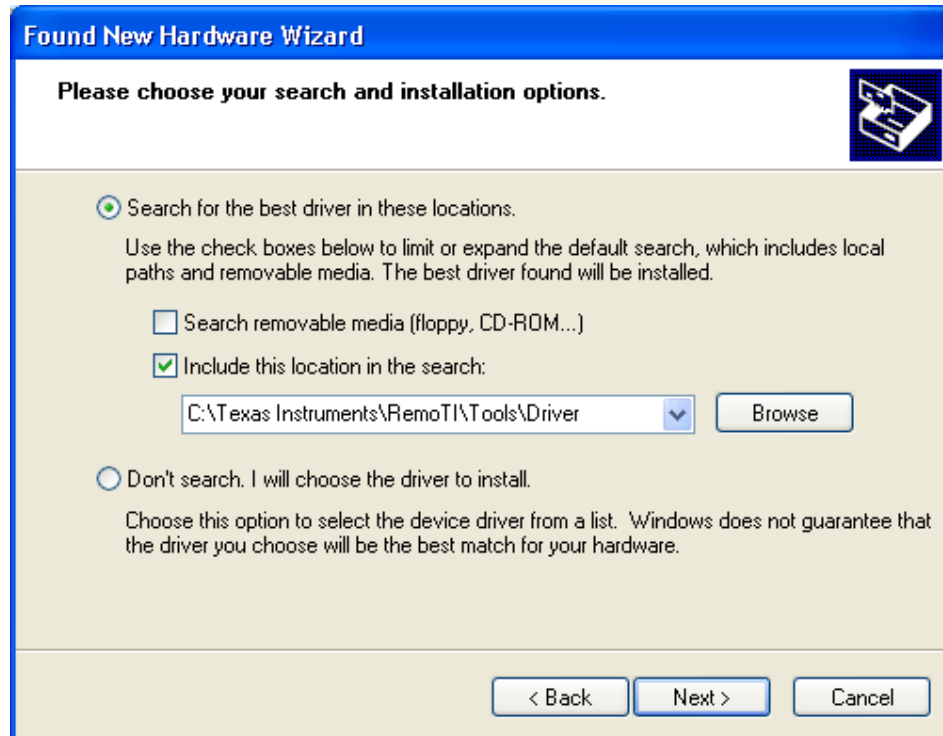 Found New Hardware Wizard
Please choose your search and installation options.
Search for the best driver in these locations.
Use the check boxes below to limit or expand the default search, which includes local
paths and removable media. The best driver found will be installed.
Search removable media (floppy, CD-ROM...)
Include this location in the search:
C:\Texas Instruments\RemoTI\Tools\Driver
Browse
Don't search. I will choose the driver to install.
Choose this option to select the device driver from a list. Windows does not guarantee that
the driver you choose will be the best match for your hardware.
< Back
Next >
Cancel